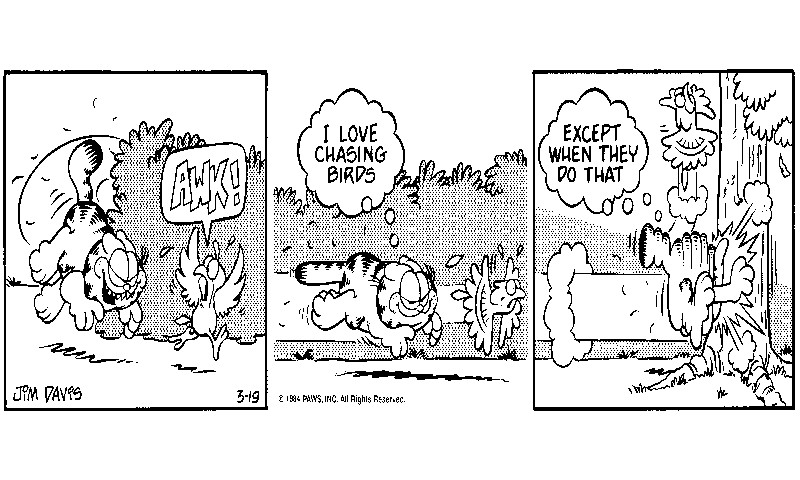 AWK!
JIM DAVIS
3-19
I LOVE
CHASING
BIRDS
© 1984 PAWS, INC. All Rights Reserved.
EXCEPT
WHEN THEY
DO THAT